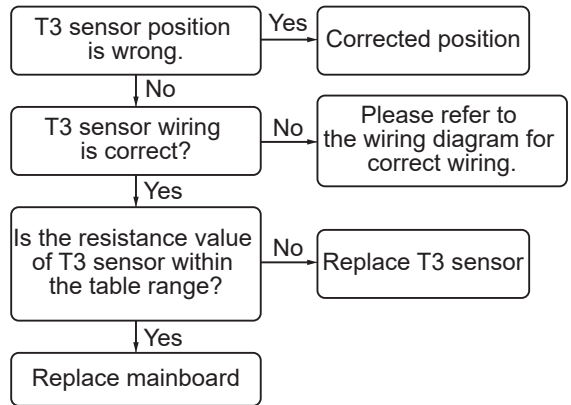 T3 sensor position
is wrong.
Yes
Corrected position
No
T3 sensor wiring
is correct?
No
Please refer to
the wiring diagram for
correct wiring.
Yes
Is the resistance value
of T3 sensor within
the table range?
No
Replace T3 sensor
Yes
Replace mainboard